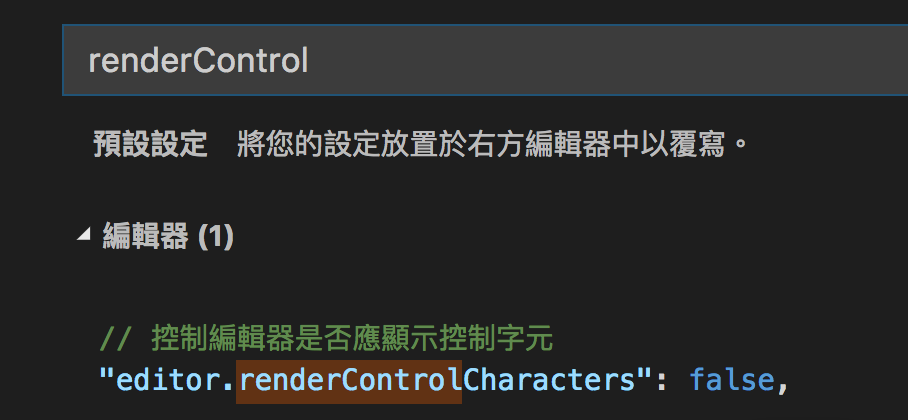 renderControl
預設設定 將您的設定放置於右方編輯器中以覆寫。
編輯器 (1)
// 控制編輯器是否應顯示控制字元
"editor.renderControlCharacters": false,